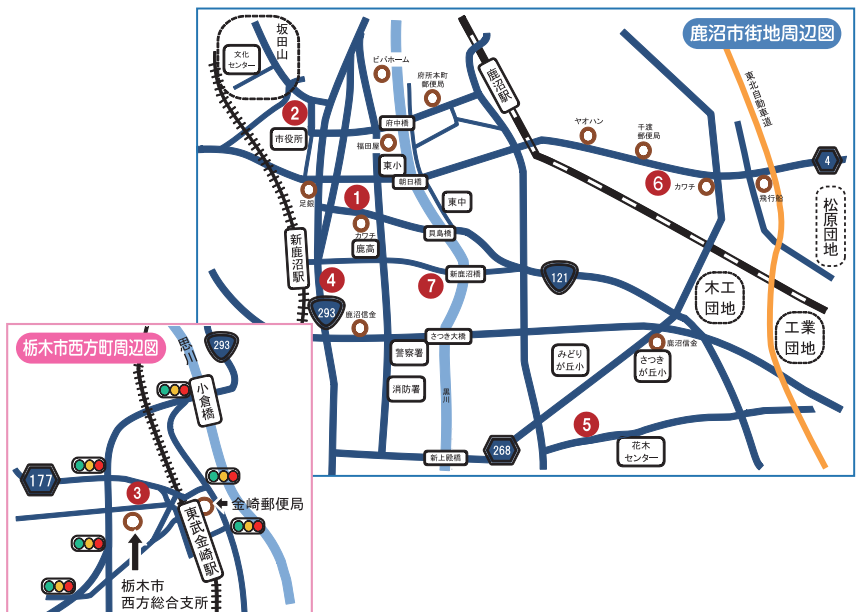 鹿沼市街地周辺図
坂田山
文化
センター
ビバホーム
府所本町
郵便局
鹿沼駅
東北自動車道
2
市役所
府中橋
福田屋
ヤオハン
千渡
郵便局
4
東小
朝日橋
6
カワチ
飛行船
足銀
1
カワチ
東中
松原団地
鹿高
貝島橋
新鹿沼駅
4
7
新鹿沼橋
121
木工
団地
293
鹿沼信金
さつき大橋
工業
団地
警察署
みどり
が丘小
鹿沼信金
さつき
が丘小
消防署
黒川
5
新上殿橋
268
花木
センター
栃木市西方町周辺図
思川
293
小倉橋
177
3
金崎郵便局
東武金崎駅
栃木市
西方総合支所